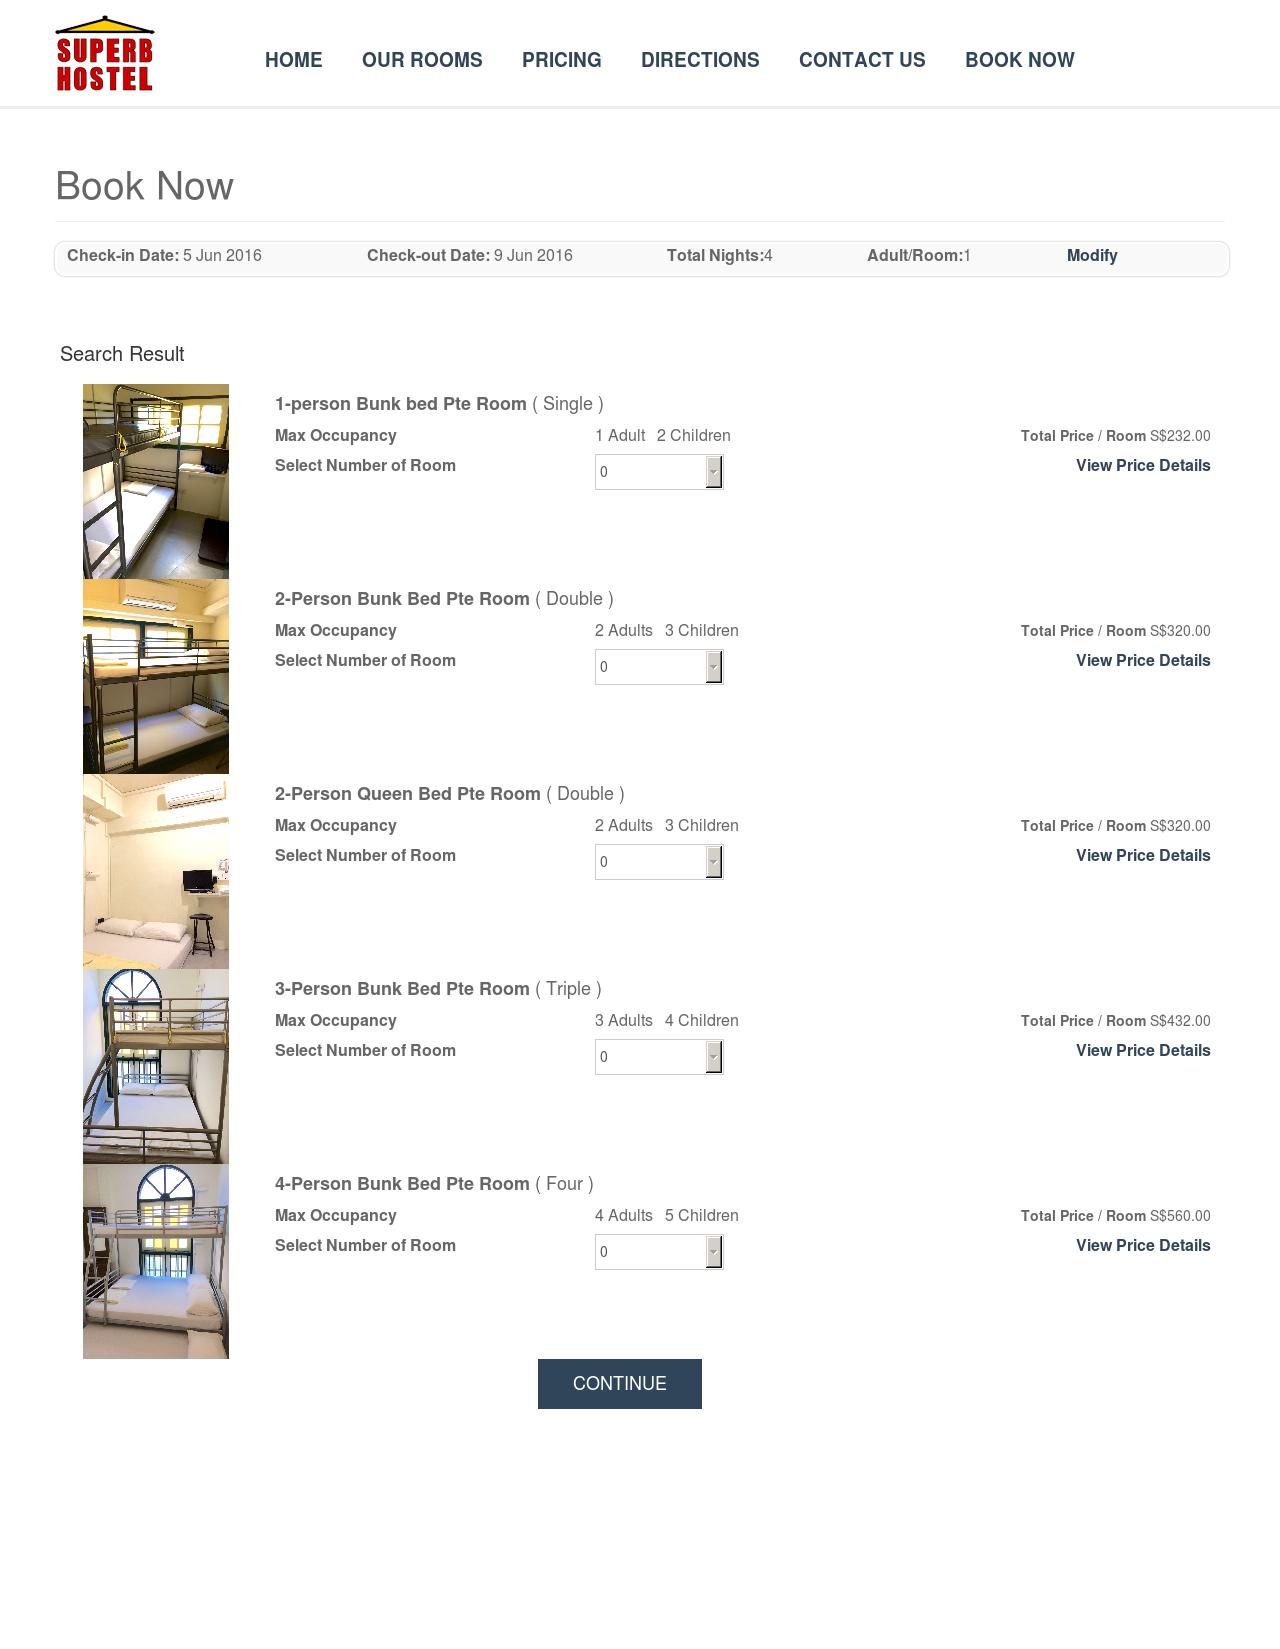 SUPERB
HOSTEL
HOME OUR ROOMS PRICING DIRECTIONS CONTACT US BOOK NOW
Book Now
Check-in Date: 5 Jun 2016 Check-out Date: 9 Jun 2016 Total Nights:4 Adult/Room:1 Modify
Search Result
1-person Bunk bed Pte Room ( Single )
Max Occupancy 1 Adult 2 Children Total Price / Room S$232.00
Select Number of Room 0 View Price Details
2-Person Bunk Bed Pte Room ( Double )
Max Occupancy 2 Adults 3 Children Total Price / Room S$320.00
Select Number of Room 0 View Price Details
2-Person Queen Bed Pte Room ( Double )
Max Occupancy 2 Adults 3 Children Total Price / Room S$320.00
Select Number of Room 0 View Price Details
3-Person Bunk Bed Pte Room ( Triple )
Max Occupancy 3 Adults 4 Children Total Price / Room S$432.00
Select Number of Room 0 View Price Details
4-Person Bunk Bed Pte Room ( Four )
Max Occupancy 4 Adults 5 Children Total Price / Room S$560.00
Select Number of Room 0 View Price Details
CONTINUE